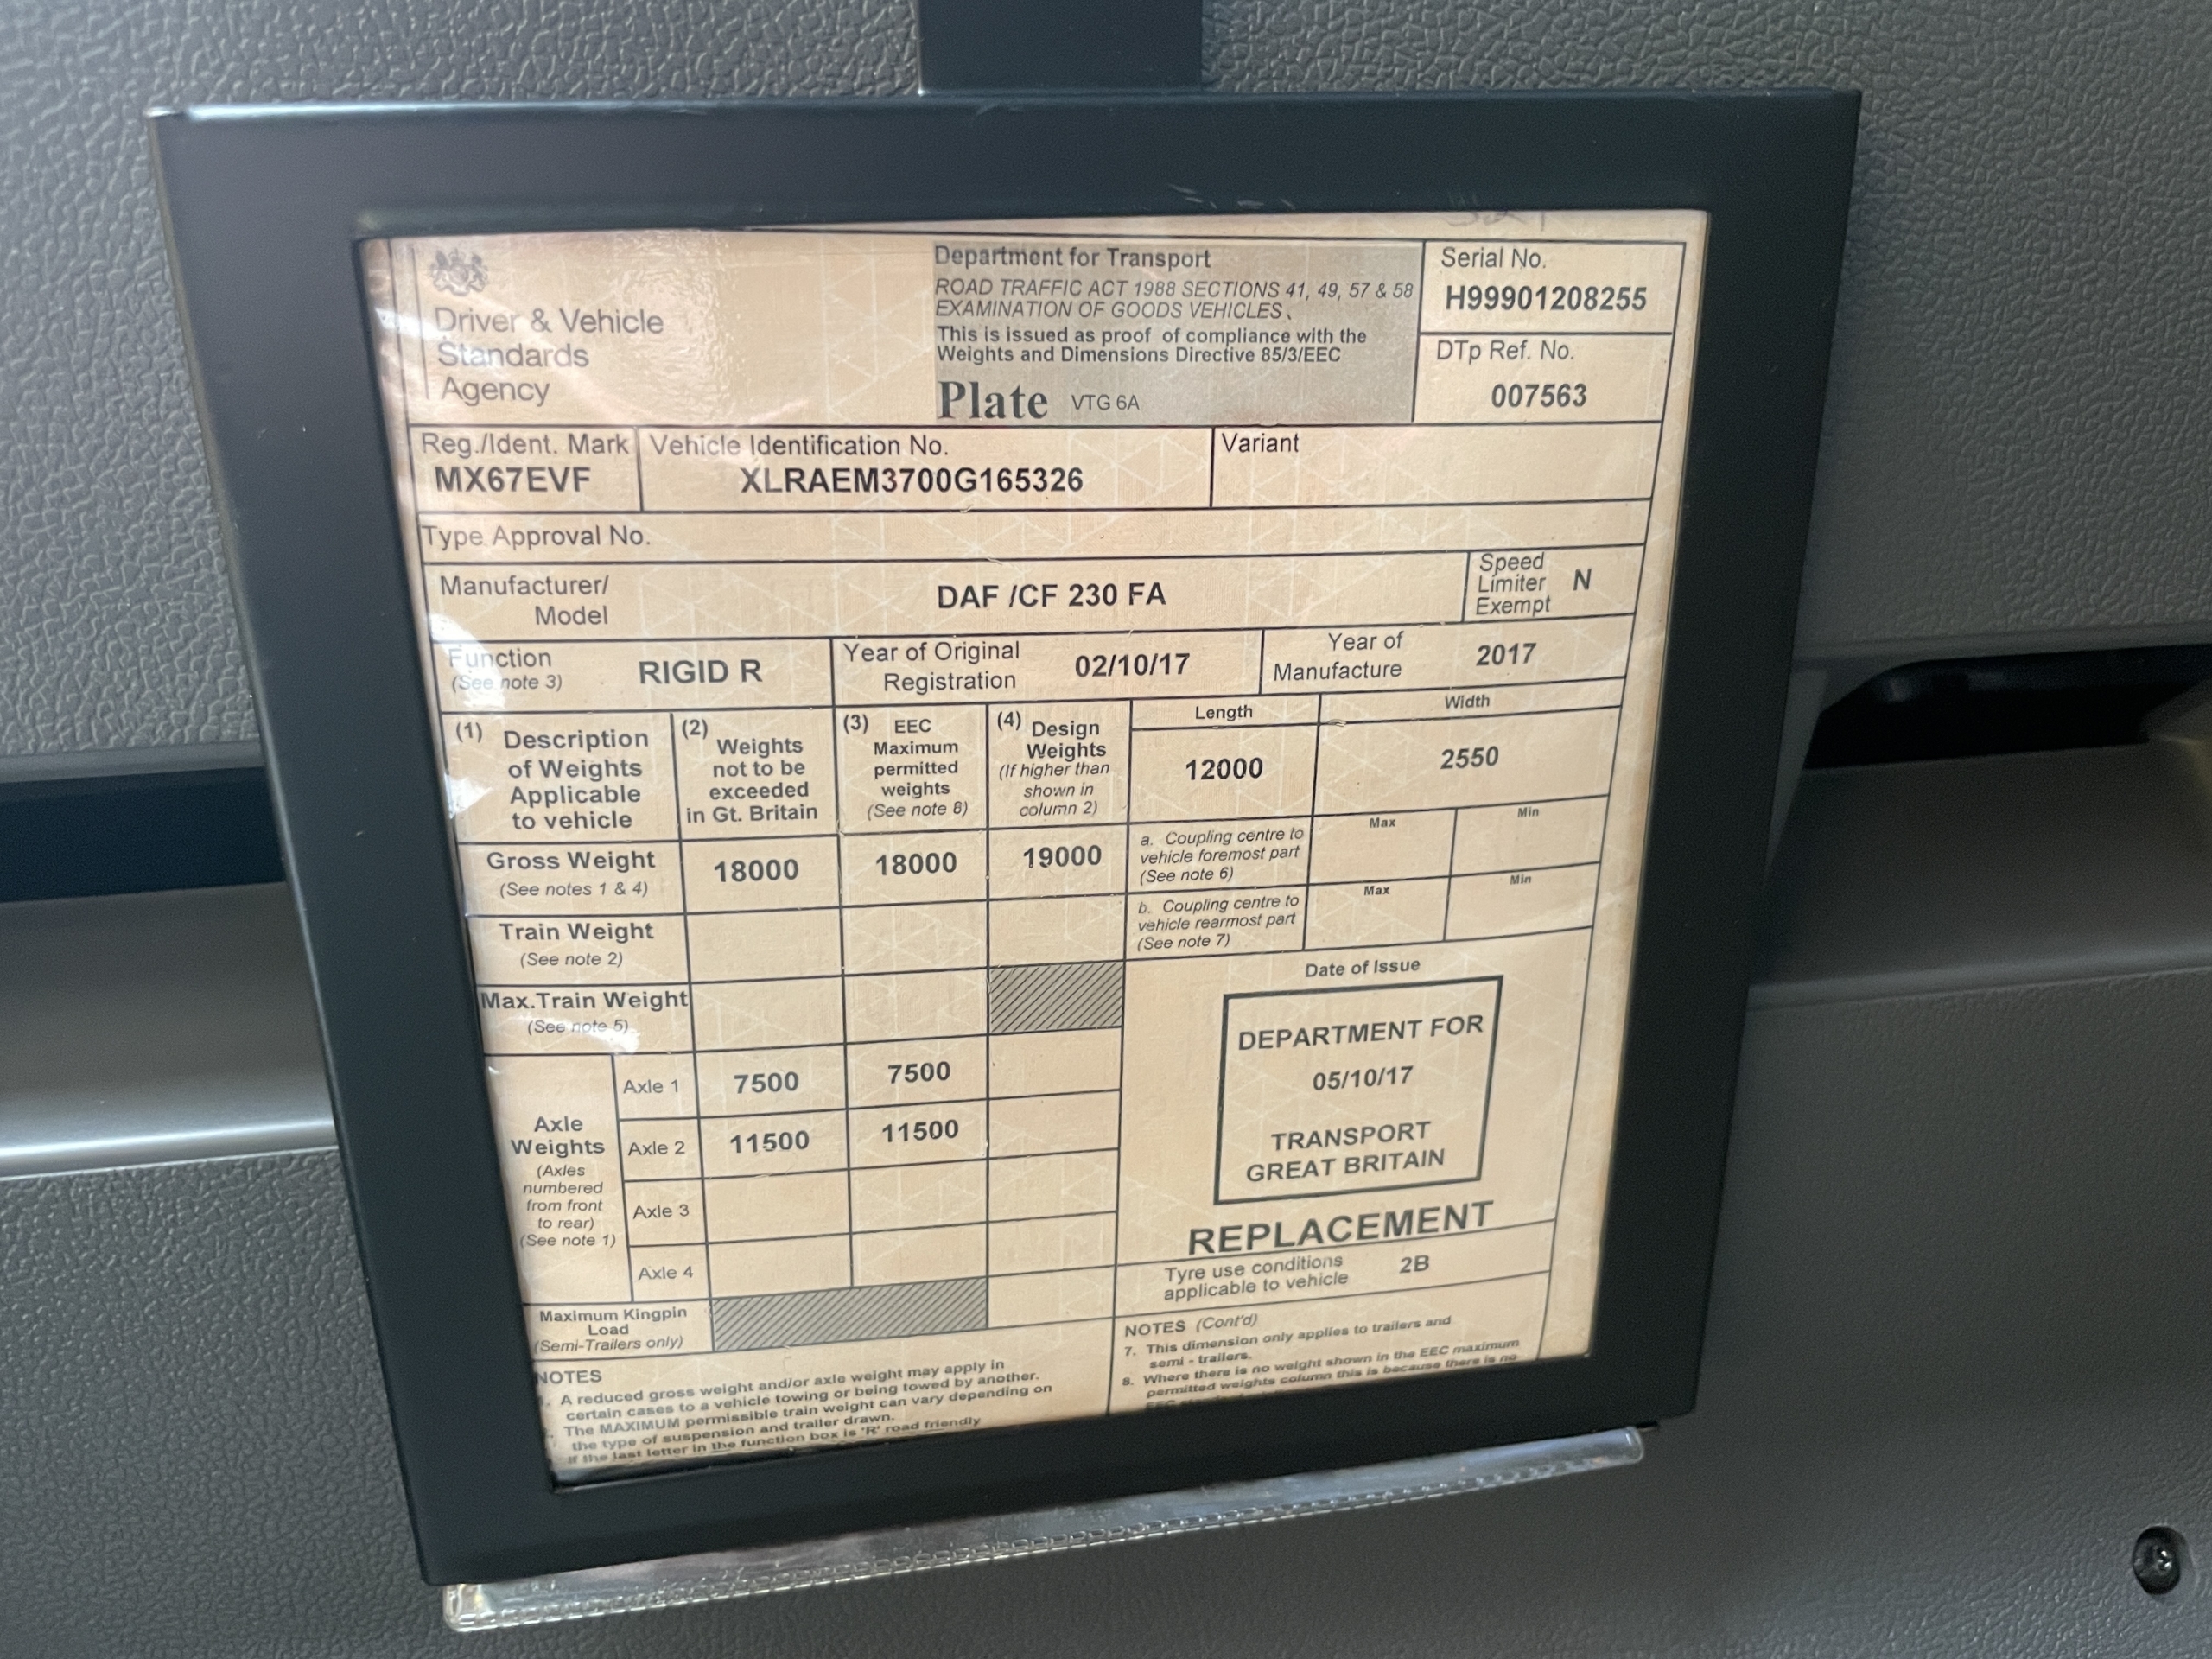 Driver & Vehicle
Standards
Agency
Department for Transport
ROAD TRAFFIC ACT 1988 SECTIONS 41, 49, 57 & 58
EXAMINATION OF GOODS VEHICLES
This is issued as proof of compliance with the
Weights and Dimensions Directive 85/3/EEC
Plate VTG 6A
Serial No.
H99901208255
DTp Ref. No.
007563
Reg./Ident. Mark
MX67EVF
Vehicle Identification No.
XLRAEM3700G165326
Variant
Type Approval No.
Manufacturer/
Model
DAF /CF 230 FA
Speed
Limiter
Exempt
N
Function
(See note 3)
RIGID R
Year of Original
Registration
02/10/17
Year of
Manufacture
2017
(1) Description
of Weights
Applicable
to vehicle
(2) Weights
not to be
exceeded
in Gt. Britain
(3) EEC
Maximum
permitted
weights
(See note 8)
(4) Design
Weights
(If higher than
shown in
column 2)
Length
12000
Width
2550
Gross Weight
(See notes 1 & 4)
18000
18000
19000
a. Coupling centre to
vehicle foremost part
(See note 6)
Max
Min
Train Weight
(See note 2)
b. Coupling centre to
vehicle rearmost part
(See note 7)
Max
Min
Max.Train Weight
(See note 5)
Axle
Weights
(Axles
numbered
from front
to rear)
(See note 1)
Axle 1
7500
7500
Axle 2
11500
11500
Axle 3
Axle 4
Maximum Kingpin
Load
(Semi-Trailers only)
Date of Issue
DEPARTMENT FOR
05/10/17
TRANSPORT
GREAT BRITAIN
REPLACEMENT
Tyre use conditions
applicable to vehicle
2B
NOTES
A reduced gross weight and/or axle weight may apply in
certain cases to a vehicle towing or being towed by another.
The MAXIMUM permissible train weight can vary depending on
the type of suspension and trailer drawn.
If the last letter in the function box is 'R' road friendly
NOTES (Cont'd)
7. This dimension only applies to trailers and
semi - trailers.
8. Where there is no weight shown in the EEC maximum
permitted weights column this is because there is no